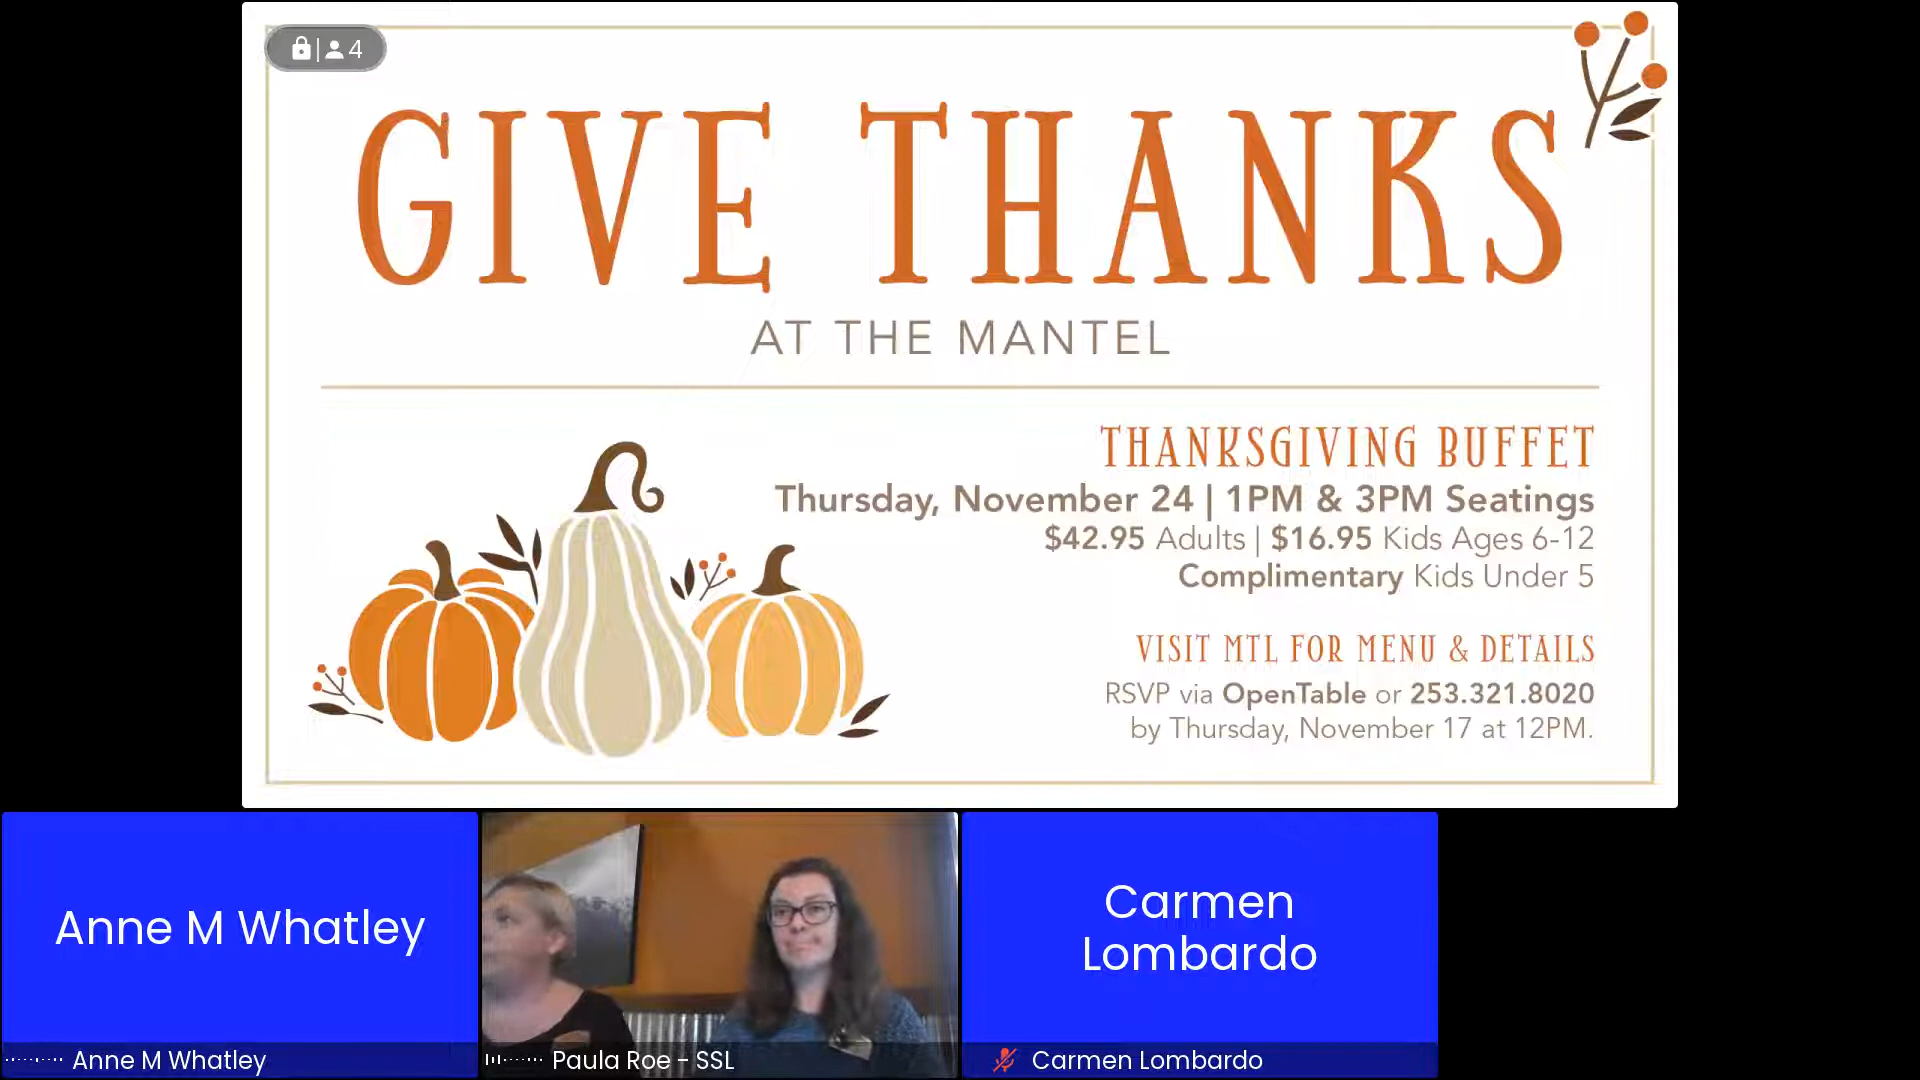 4
GIVE THANKS
AT THE MANTEL
THANKSGIVING BUFFET
Thursday, November 24 | 1PM & 3PM Seatings
$42.95 Adults | $16.95 Kids Ages 6-12
Complimentary Kids Under 5
VISIT MTL FOR MENU & DETAILS
RSVP via OpenTable or 253.321.8020
by Thursday, November 17 at 12PM.
Anne M Whatley
Carmen
Lombardo
Anne M Whatley
Paula Roe - SSL
Carmen Lombardo